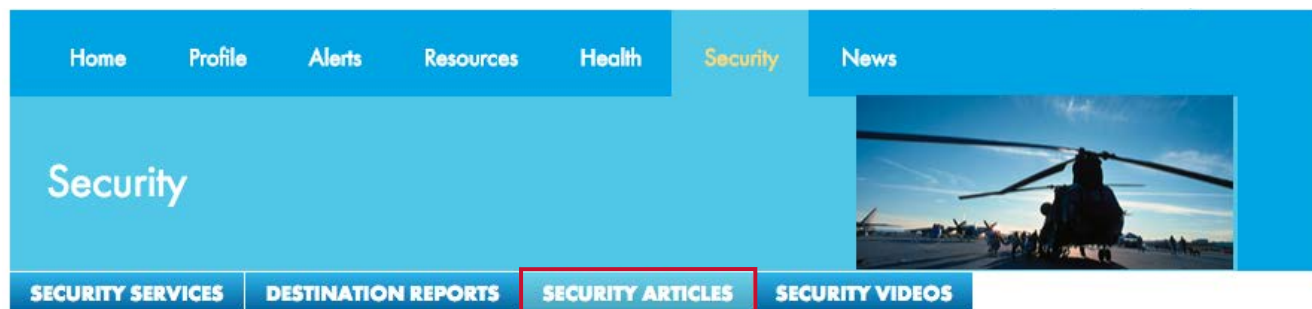 Home Profile Alerts Resources Health Security News
Security
SECURITY SERVICES DESTINATION REPORTS SECURITY ARTICLES SECURITY VIDEOS